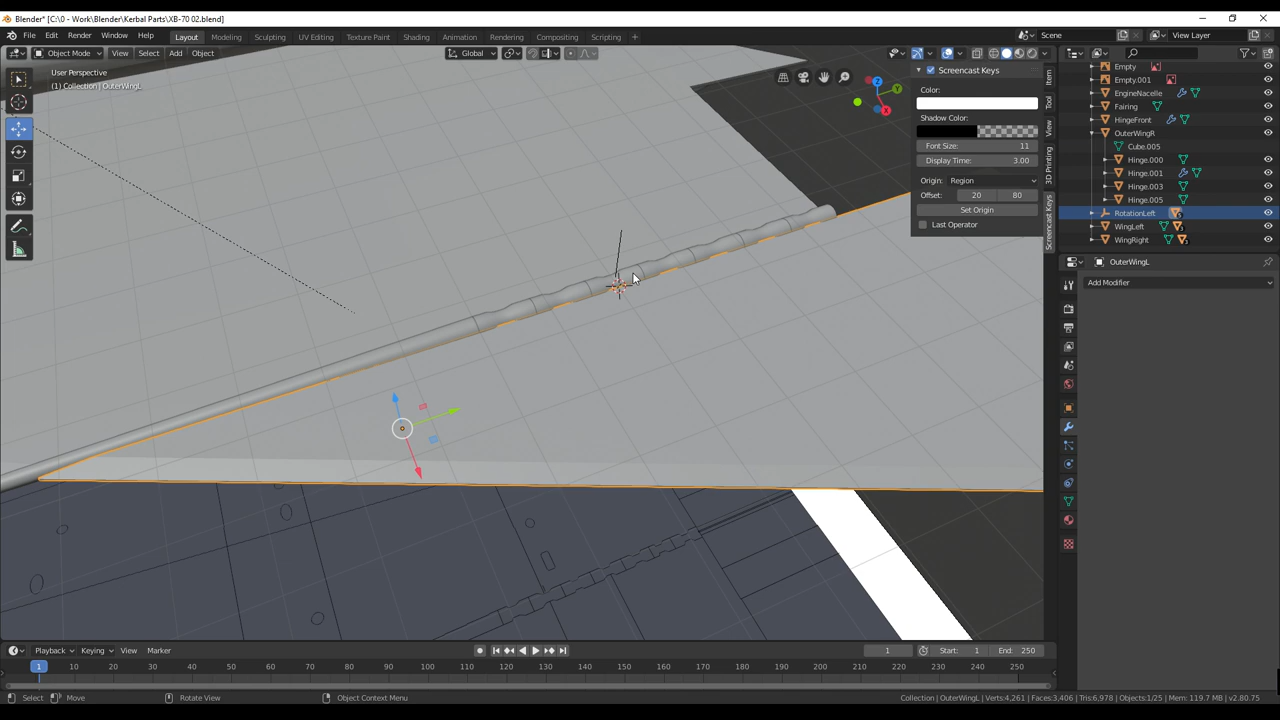 Blender* [C:\0 - Work\Blender\Kerbal Parts\XB-70 02.blend]
File Edit Render Window Help Layout Modeling Sculpting UV Editing Texture Paint Shading Animation Rendering Compositing Scripting + Scene View Layer
Object Mode View Select Add Object Global
User Perspective
(1) Collection | OuterWingL
Screencast Keys
Color:
Shadow Color:
Font Size: 11
Display Time: 3.00
Origin: Region
Offset: 20 80
Set Origin
Last Operator
Item
Tool
View
3D Printing
Screencast Keys
Z
Y
X
Empty
Empty.001
EngineNacelle
Fairing
HingeFront
OuterWingR
Cube.005
Hinge.000
Hinge.001
Hinge.003
Hinge.005
RotationLeft
WingLeft
WingRight
OuterWingL
Add Modifier
Playback Keying View Marker 1 Start: 1 End: 250
1 10 20 30 40 50 60 70 80 90 100 110 120 130 140 150 160 170 180 190 200 210 220 230 240 250
Select Move Rotate View Object Context Menu Collection | OuterWingL | Verts:4,261 | Faces:3,406 | Tris:6,978 | Objects:1/25 | Mem: 119.7 MB | v2.80.75